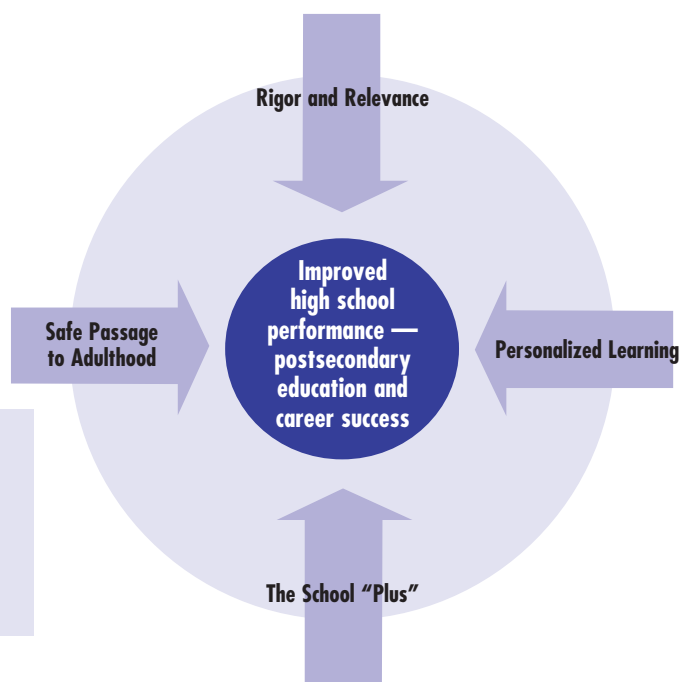 Rigor and Relevance
Improved
high school
performance —
postsecondary
education and
career success
Safe Passage
to Adulthood
Personalized Learning
The School “Plus”